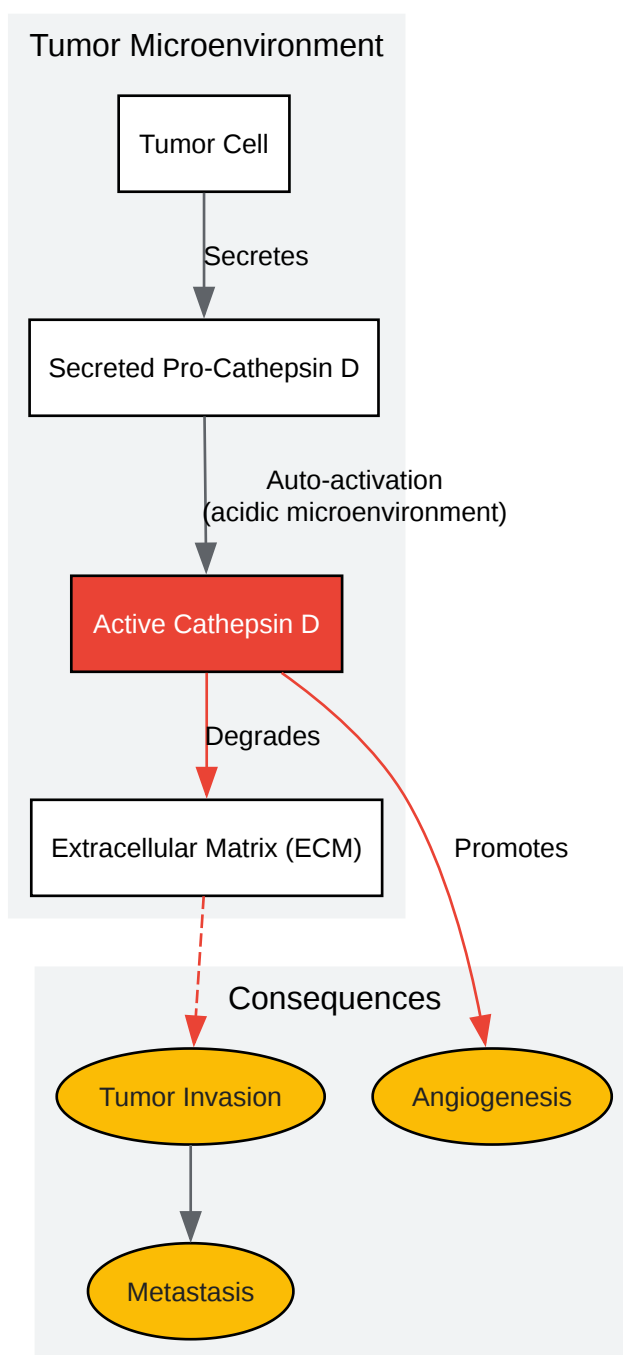 Tumor Microenvironment
Tumor Cell
Secretes
Secreted Pro-Cathepsin D
Auto-activation
(acidic microenvironment)
Active Cathepsin D
Degrades
Extracellular Matrix (ECM)
Promotes
Consequences
Tumor Invasion
Angiogenesis
Metastasis